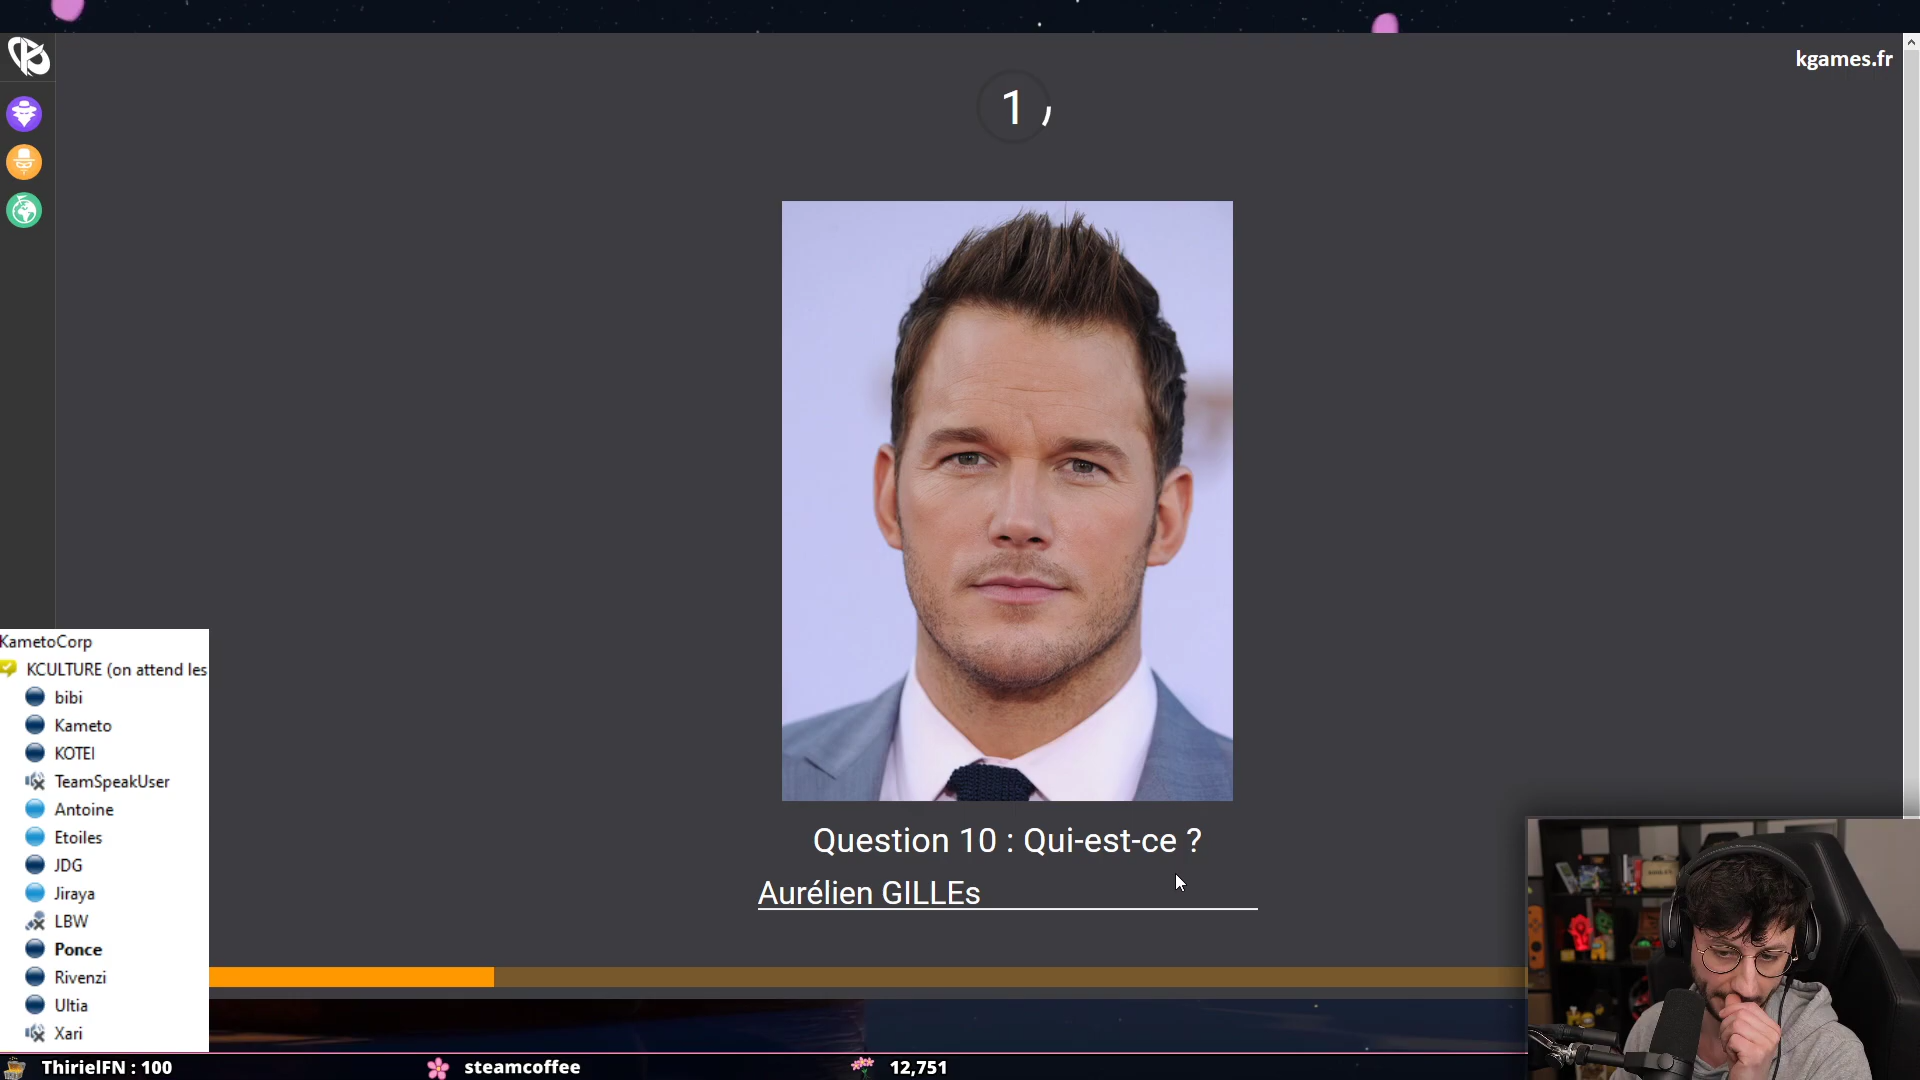 kgames.fr
1
Question 10 : Qui-est-ce ?
Aurélien GILLEs
KametoCorp
KCULTURE (on attend les
bibi
Kameto
KOTEI
TeamSpeakUser
Antoine
Etoiles
JDG
Jiraya
LBW
Ponce
Rivenzi
Ultia
Xari
ThirielFN : 100
steamcoffee
12,751